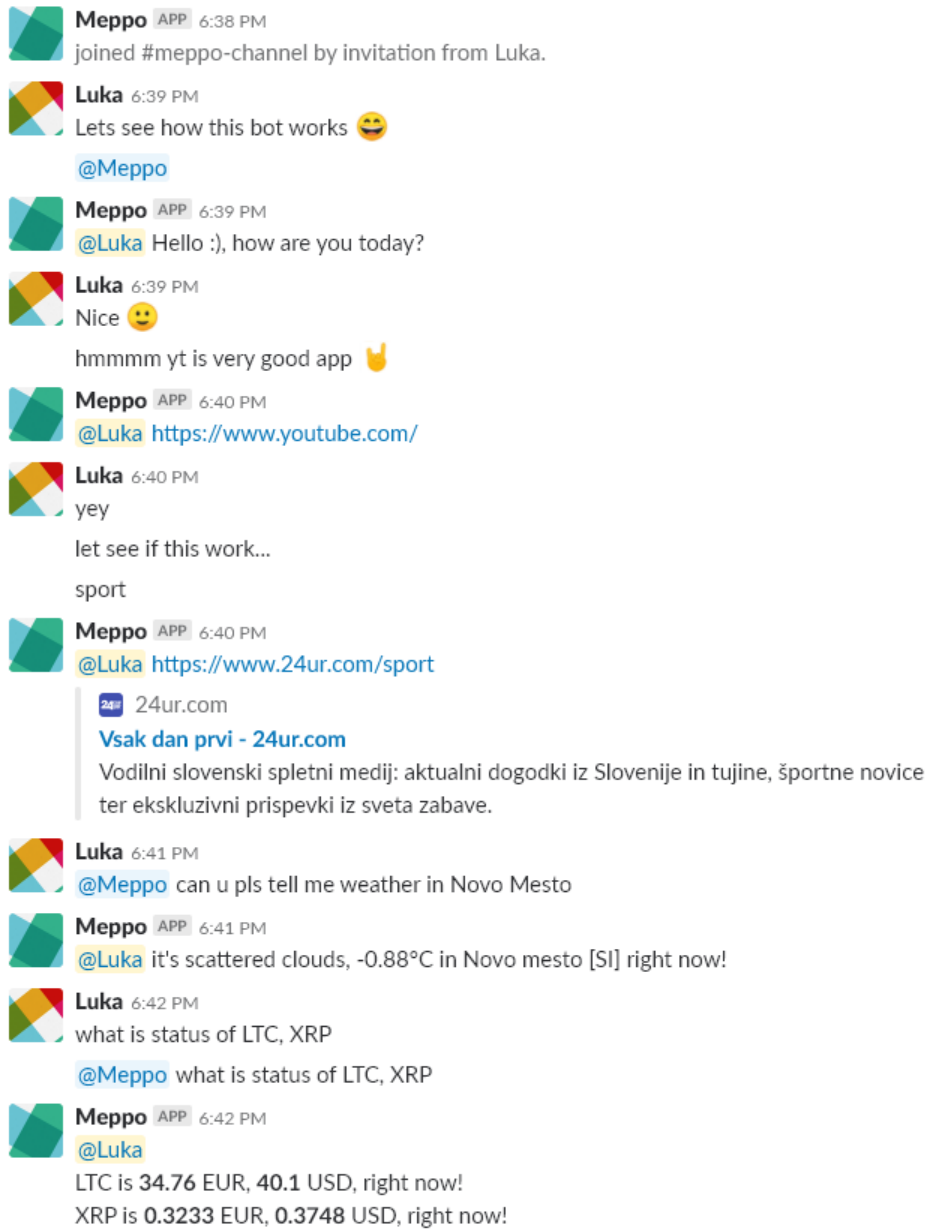 Meppo APP 6:38 PM
joined #meppo-channel by invitation from Luka.
Luka 6:39 PM
Lets see how this bot works 😄
@Meppo
Meppo APP 6:39 PM
@Luka Hello :), how are you today?
Luka 6:39 PM
Nice 🙂
hmmmm yt is very good app 🤘
Meppo APP 6:40 PM
@Luka https://www.youtube.com/
Luka 6:40 PM
yey
let see if this work...
sport
Meppo APP 6:40 PM
@Luka https://www.24ur.com/sport
24ur 24ur.com
Vsak dan prvi - 24ur.com
Vodilni slovenski spletni medij: aktualni dogodki iz Slovenije in tujine, športne novice
ter ekskluzivni prispevki iz sveta zabave.
Luka 6:41 PM
@Meppo can u pls tell me weather in Novo Mesto
Meppo APP 6:41 PM
@Luka it's scattered clouds, -0.88°C in Novo mesto [SI] right now!
Luka 6:42 PM
what is status of LTC, XRP
@Meppo what is status of LTC, XRP
Meppo APP 6:42 PM
@Luka
LTC is 34.76 EUR, 40.1 USD, right now!
XRP is 0.3233 EUR, 0.3748 USD, right now!